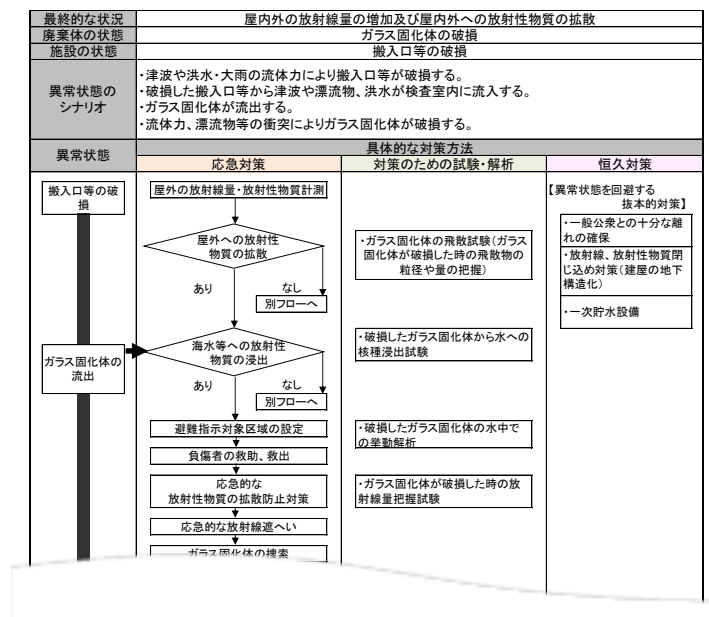 最終的な状況
屋内外の放射線量の増加及び屋内外への放射性物質の拡散
廃棄体の状態
ガラス固化体の破損
施設の状態
搬入口等の破損
異常状態の
シナリオ
・津波や洪水・大雨の流体力により搬入口等が破損する。
・破損した搬入口等から津波や漂流物、洪水が検査室内に流入する。
・ガラス固化体が流出する。
・流体力、漂流物等の衝突によりガラス固化体が破損する。
異常状態
具体的な対策方法
応急対策
対策のための試験・解析
恒久対策
搬入口等の破
損
ガラス固化体の
流出
屋外の放射線量・放射性物質計測
屋外への放射性
物質の拡散
あり
なし
別フローへ
海水等への放射性
物質の浸出
あり
なし
別フローへ
避難指示対象区域の設定
負傷者の救助、救出
応急的な
放射性物質の拡散防止対策
応急的な放射線遮へい
ガラス固化体の捜索
・ガラス固化体の飛散試験（ガラス
固化体が破損した時の飛散物の
粒径や量の把握）
・破損したガラス固化体から水への
核種浸出試験
・破損したガラス固化体の水中で
の挙動解析
・ガラス固化体が破損した時の放
射線量把握試験
【異常状態を回避する
抜本的対策】
・一般公衆との十分な離
れの確保
・放射線、放射性物質閉
じ込め対策（建屋の地下
構造化）
・一次貯水設備